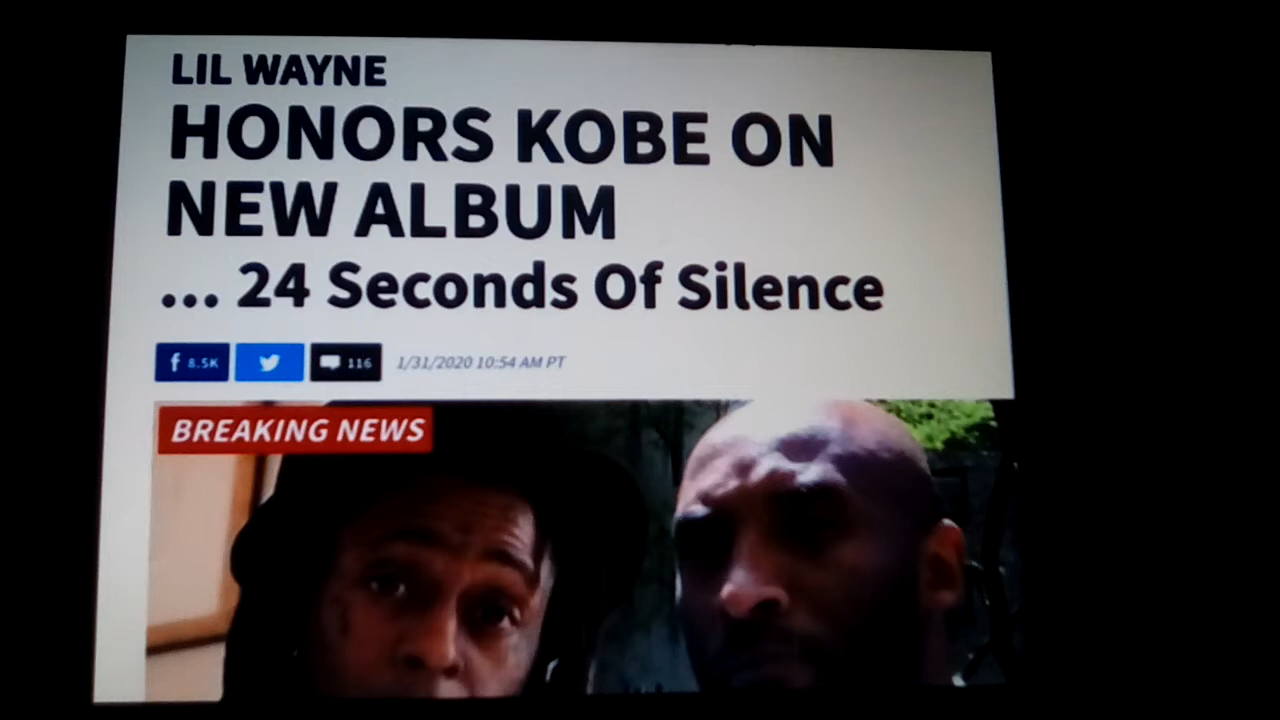 LIL WAYNE
HONORS KOBE ON
NEW ALBUM
... 24 Seconds Of Silence
f 8.5K 116 1/31/2020 10:54 AM PT
BREAKING NEWS